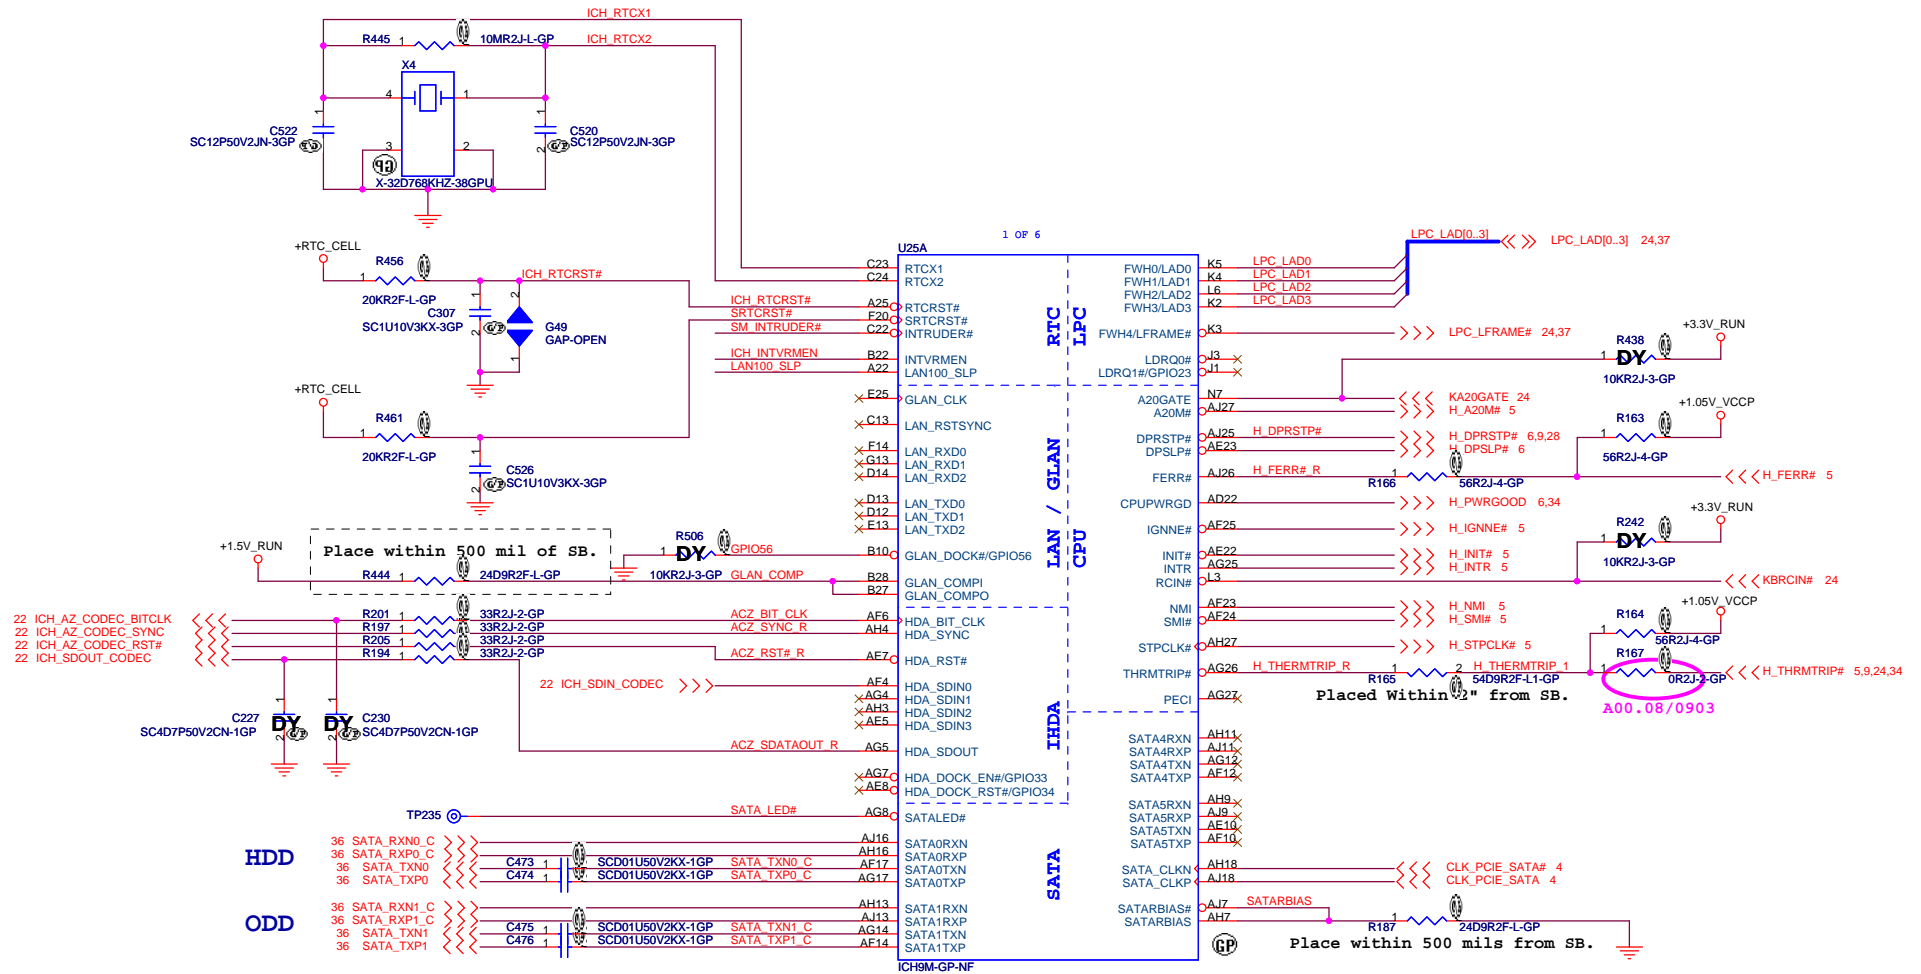 ICH_RTCX1
R445 1 10MR2J-L-GP ICH_RTCX2
X4
4 1
1 1
C522 C520
SC12P50V2JN-3GP SC12P50V2JN-3GP
3 2 2
X-32D768KHZ-38GPU
+RTC_CELL
R456
1 ICH_RTCRST#
20KR2F-L-GP
C307 1 2
SC1U10V3KX-3GP
2 G49
GAP-OPEN
1
+RTC_CELL
R461
1
20KR2F-L-GP
1 C526
2 SC1U10V3KX-3GP
1 OF 6
U25A
C23 RTCX1
C24 RTCX2
ICH_RTCRST# A25 RTCRST#
SRTCRST# F20 SRTCRST#
SM_INTRUDER# C22 INTRUDER#
ICH_INTVRMEN B22 INTVRMEN
LAN100_SLP A22 LAN100_SLP
E25 GLAN_CLK
C13 LAN_RSTSYNC
F14 LAN_RXD0
G13 LAN_RXD1
D14 LAN_RXD2
D13 LAN_TXD0
D12 LAN_TXD1
E13 LAN_TXD2
+1.5V_RUN
Place within 500 mil of SB.
R444 1 24D9R2F-L-GP GLAN_COMP
R506
1 DY GPIO56
10KR2J-3-GP
B10 GLAN_DOCK#/GPIO56
B28 GLAN_COMPI
B27 GLAN_COMPO
22 ICH_AZ_CODEC_BITCLK R201 1 33R2J-2-GP ACZ_BIT_CLK AF6 HDA_BIT_CLK
22 ICH_AZ_CODEC_SYNC R197 1 33R2J-2-GP ACZ_SYNC_R AH4 HDA_SYNC
22 ICH_AZ_CODEC_RST# R205 1 33R2J-2-GP
22 ICH_SDOUT_CODEC R194 1 33R2J-2-GP
ACZ_RST#_R AE7 HDA_RST#
22 ICH_SDIN_CODEC AF4 HDA_SDIN0
AG4 HDA_SDIN1
AH3 HDA_SDIN2
AE5 HDA_SDIN3
1 1
C227 DY DY C230
SC4D7P50V2CN-1GP 2 2 SC4D7P50V2CN-1GP
ACZ_SDATAOUT_R AG5 HDA_SDOUT
AG7 HDA_DOCK_EN#/GPIO33
AE8 HDA_DOCK_RST#/GPIO34
TP235 SATA_LED# AG8 SATALED#
HDD
36 SATA_RXN0_C AJ16 SATA0RXN
36 SATA_RXP0_C AH16 SATA0RXP
36 SATA_TXN0 C473 1 SCD01U50V2KX-1GP SATA_TXN0_C AF17 SATA0TXN
36 SATA_TXP0 C474 1 SCD01U50V2KX-1GP SATA_TXP0_C AG17 SATA0TXP
ODD
36 SATA_RXN1_C AH13 SATA1RXN
36 SATA_RXP1_C AJ13 SATA1RXP
36 SATA_TXN1 C475 1 SCD01U50V2KX-1GP SATA_TXN1_C AG14 SATA1TXN
36 SATA_TXP1 C476 1 SCD01U50V2KX-1GP SATA_TXP1_C AF14 SATA1TXP
ICH9M-GP-NF
RTC
LPC
LAN / GLAN
CPU
IHDA
SATA
LPC_LAD[0..3] LPC_LAD[0..3] 24,37
FWH0/LAD0 K5 LPC_LAD0
FWH1/LAD1 K4 LPC_LAD1
FWH2/LAD2 L6 LPC_LAD2
FWH3/LAD3 K2 LPC_LAD3
FWH4/LFRAME# K3 LPC_LFRAME# 24,37
LDRQ0# J3
LDRQ1#/GPIO23 J1
+3.3V_RUN
R438
1 DY
10KR2J-3-GP
A20GATE N7 KA20GATE 24
A20M# AJ27 H_A20M# 5
+1.05V_VCCP
R163
1
56R2J-4-GP
DPRSTP# AJ25 H_DPRSTP# H_DPRSTP# 6,9,28
DPSLP# AE23 H_DPSLP# 6
FERR# AJ26 H_FERR#_R 1 R166 56R2J-4-GP H_FERR# 5
CPUPWRGD AD22 H_PWRGOOD 6,34
IGNNE# AF25 H_IGNNE# 5
+3.3V_RUN
R242
1 DY
10KR2J-3-GP
INIT# AE22 H_INIT# 5
INTR AG25 H_INTR 5
RCIN# L3 KBRCIN# 24
NMI AF23 H_NMI 5
SMI# AF24 H_SMI# 5
+1.05V_VCCP
R164
1
56R2J-4-GP
STPCLK# AH27 H_STPCLK# 5
R167
THRMTRIP# AG26 H_THERMTRIP_R 1 R165 2 54D9R2F-L1-GP H_THERMTRIP_1 1 0R2J-2-GP H_THRMTRIP# 5,9,24,34
Placed Within 2" from SB.
A00.08/0903
PECI AG27
SATA4RXN AH11
SATA4RXP AJ11
SATA4TXN AG12
SATA4TXP AF12
SATA5RXN AH9
SATA5RXP AJ9
SATA5TXN AE10
SATA5TXP AF10
SATA_CLKN AH18 CLK_PCIE_SATA# 4
SATA_CLKP AJ18 CLK_PCIE_SATA 4
SATARBIAS# AJ7 SATARBIAS
SATARBIAS AH7 1 R187 24D9R2F-L-GP
GP
Place within 500 mils from SB.